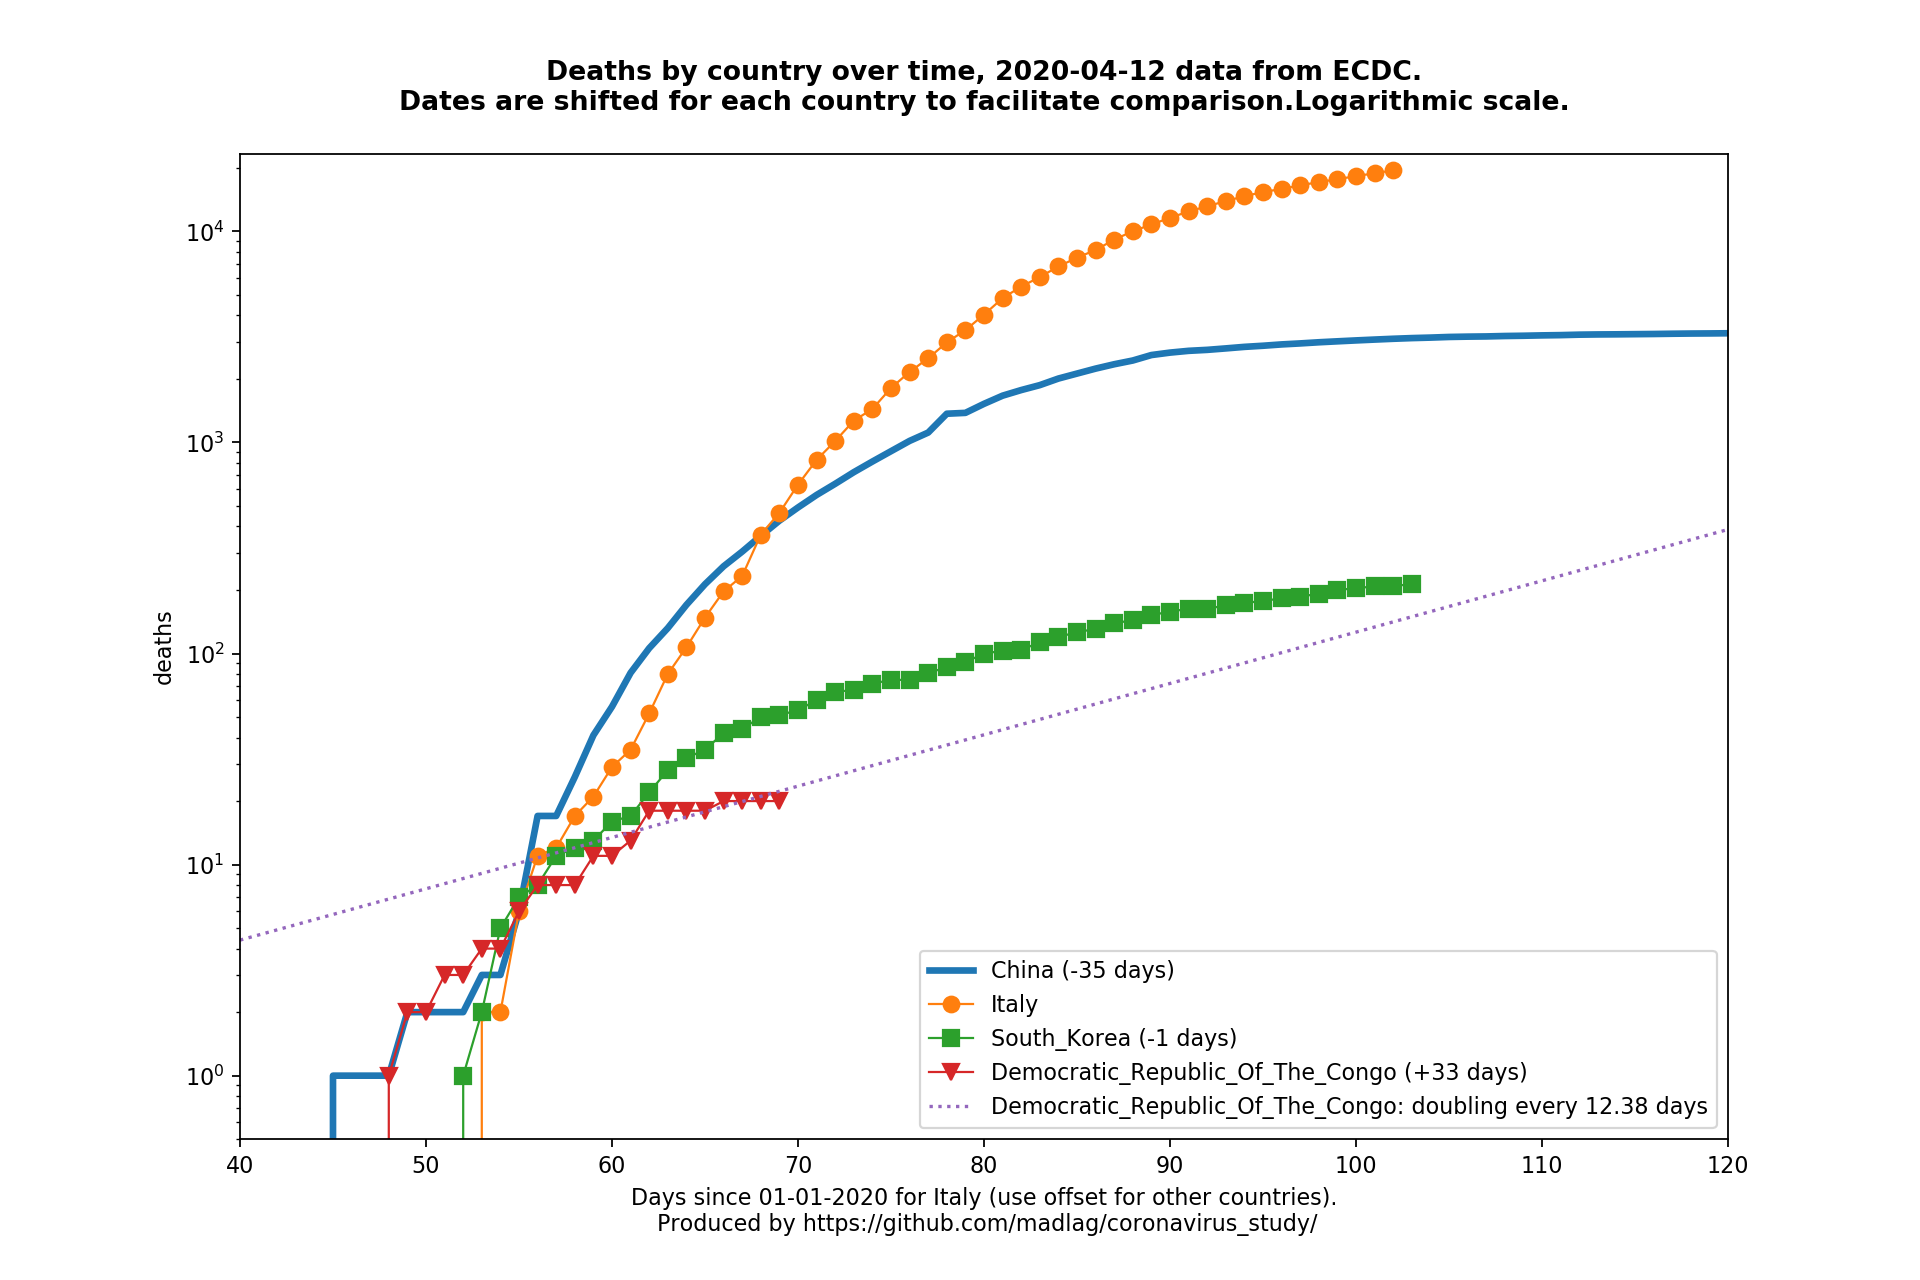 Deaths by country over time, 2020-04-12 data from ECDC.
Dates are shifted for each country to facilitate comparison.Logarithmic scale.
deaths
10^4
10^3
10^2
10^1
10^0
China (-35 days)
Italy
South_Korea (-1 days)
Democratic_Republic_Of_The_Congo (+33 days)
Democratic_Republic_Of_The_Congo: doubling every 12.38 days
40 50 60 70 80 90 100 110 120
Days since 01-01-2020 for Italy (use offset for other countries).
Produced by https://github.com/madlag/coronavirus_study/